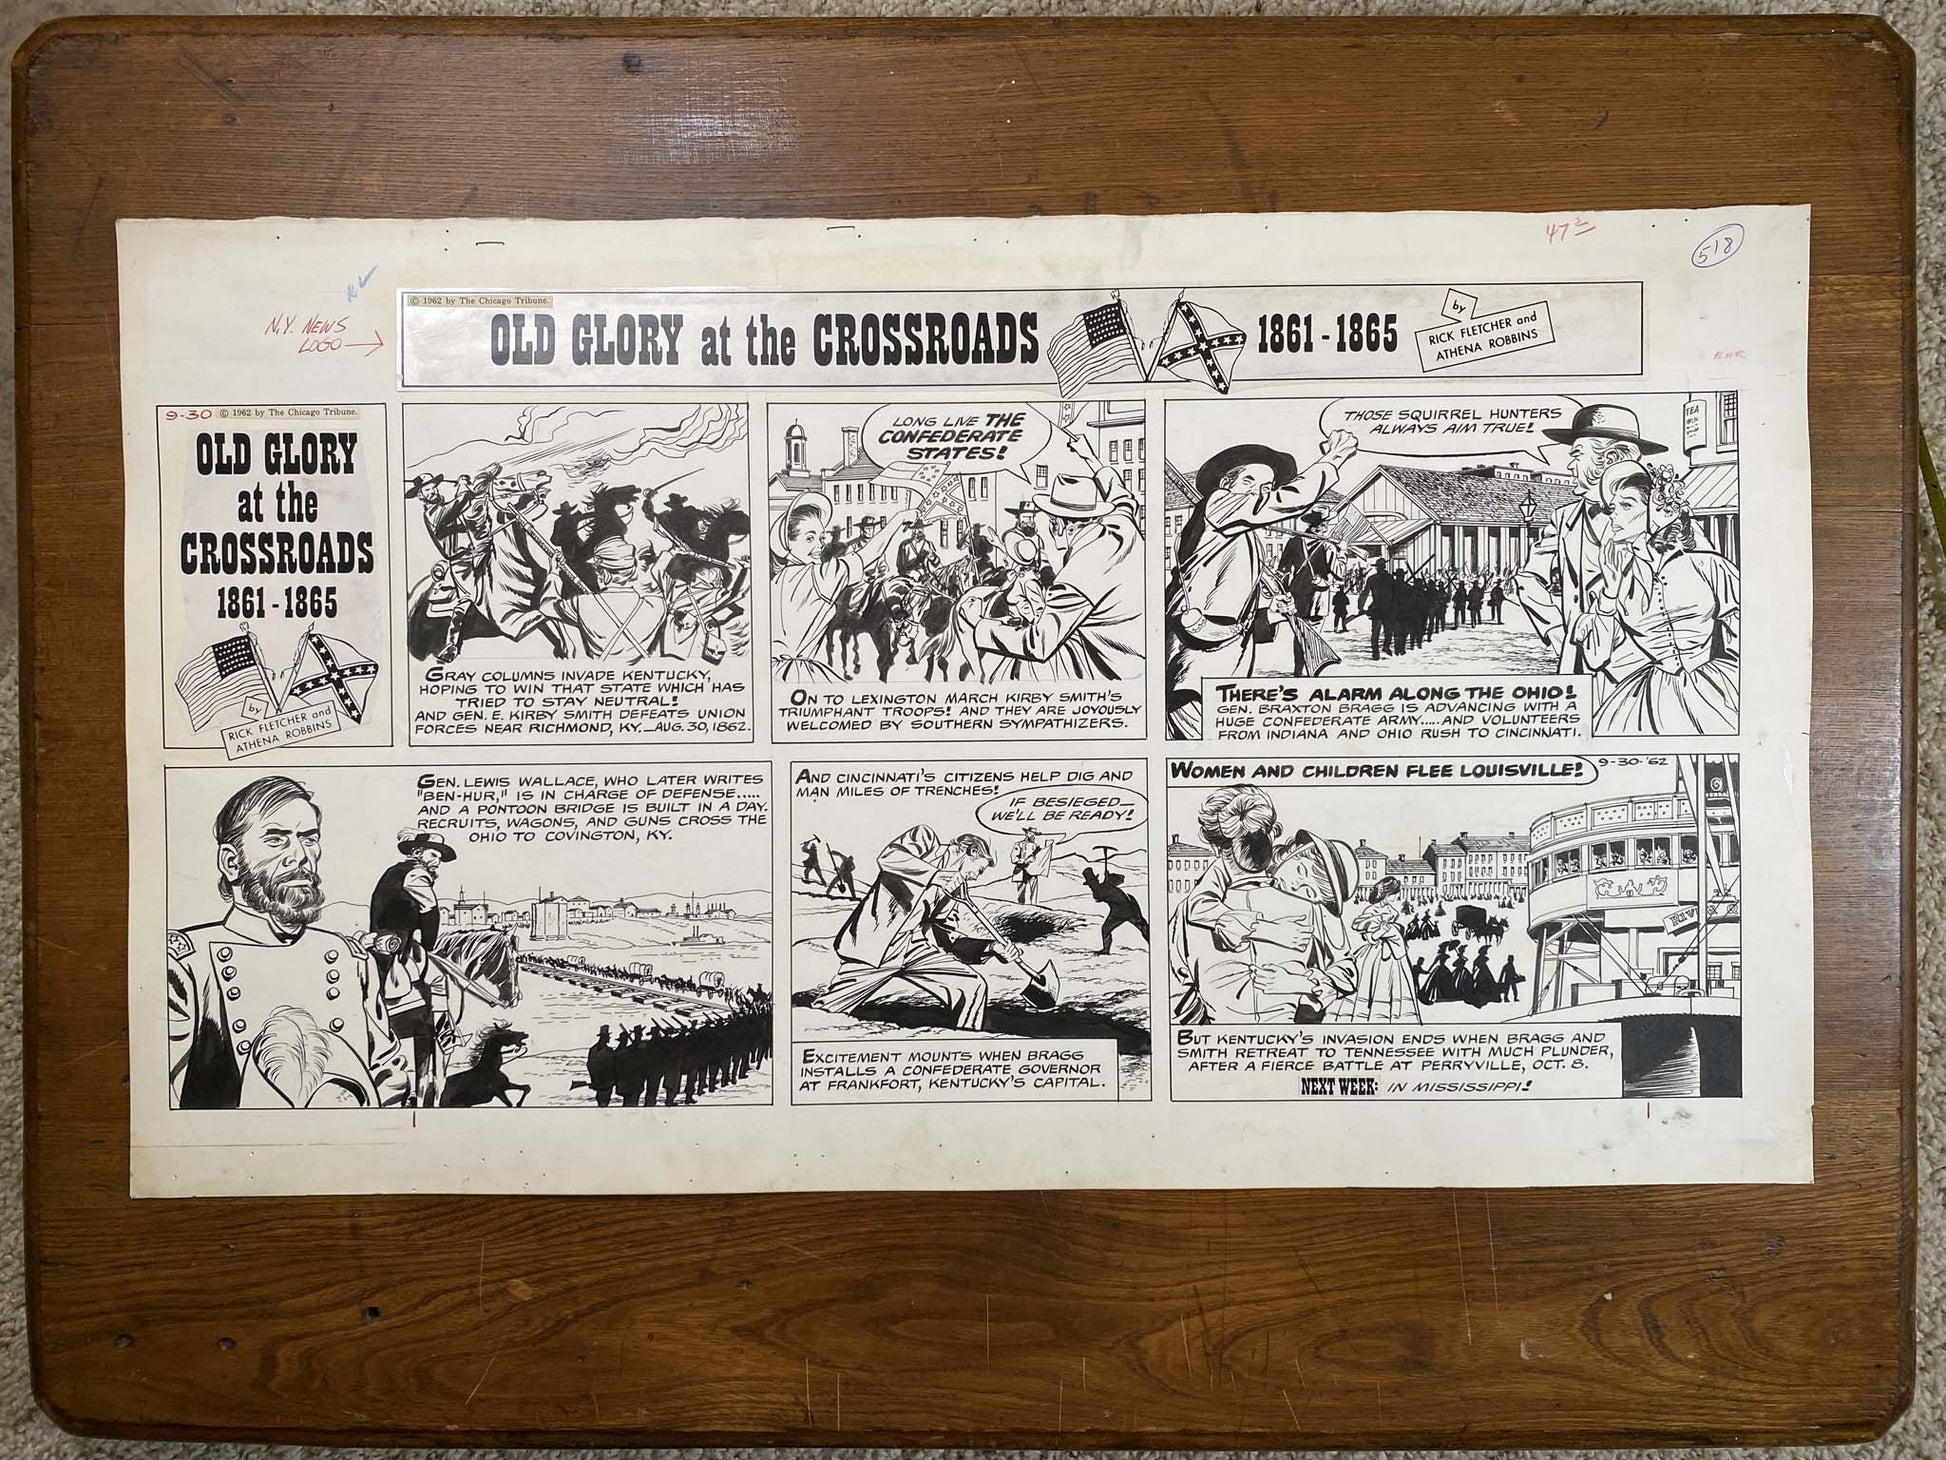 47½
518
N.Y. NEWS
LOGO
© 1962 by The Chicago Tribune.
OLD GLORY at the CROSSROADS
1861-1865
by
RICK FLETCHER and
ATHENA ROBBINS
9-30
© 1962 by The Chicago Tribune.
OLD GLORY
at the
CROSSROADS
1861-1865
by
RICK FLETCHER and
ATHENA ROBBINS
GRAY COLUMNS INVADE KENTUCKY,
HOPING TO WIN THAT STATE WHICH HAS
TRIED TO STAY NEUTRAL!
AND GEN. E. KIRBY SMITH DEFEATS UNION
FORCES NEAR RICHMOND, KY.—AUG. 30, 1862.
LONG LIVE THE
CONFEDERATE
STATES!
ON TO LEXINGTON MARCH KIRBY SMITH'S
TRIUMPHANT TROOPS! AND THEY ARE JOYOUSLY
WELCOMED BY SOUTHERN SYMPATHIZERS.
THOSE SQUIRREL HUNTERS
ALWAYS AIM TRUE!
TEA
THERE'S ALARM ALONG THE OHIO!
GEN. BRAXTON BRAGG IS ADVANCING WITH A
HUGE CONFEDERATE ARMY.....AND VOLUNTEERS
FROM INDIANA AND OHIO RUSH TO CINCINNATI.
GEN. LEWIS WALLACE, WHO LATER WRITES
"BEN-HUR," IS IN CHARGE OF DEFENSE.....
AND A PONTOON BRIDGE IS BUILT IN A DAY.
RECRUITS, WAGONS, AND GUNS CROSS THE
OHIO TO COVINGTON, KY.
AND CINCINNATI'S CITIZENS HELP DIG AND
MAN MILES OF TRENCHES!
IF BESIEGED—
WE'LL BE READY!
EXCITEMENT MOUNTS WHEN BRAGG
INSTALLS A CONFEDERATE GOVERNOR
AT FRANKFORT, KENTUCKY'S CAPITAL.
WOMEN AND CHILDREN FLEE LOUISVILLE!
9-30-'62
RIV
BUT KENTUCKY'S INVASION ENDS WHEN BRAGG AND
SMITH RETREAT TO TENNESSEE WITH MUCH PLUNDER,
AFTER A FIERCE BATTLE AT PERRYVILLE, OCT. 8.
NEXT WEEK: IN MISSISSIPPI!